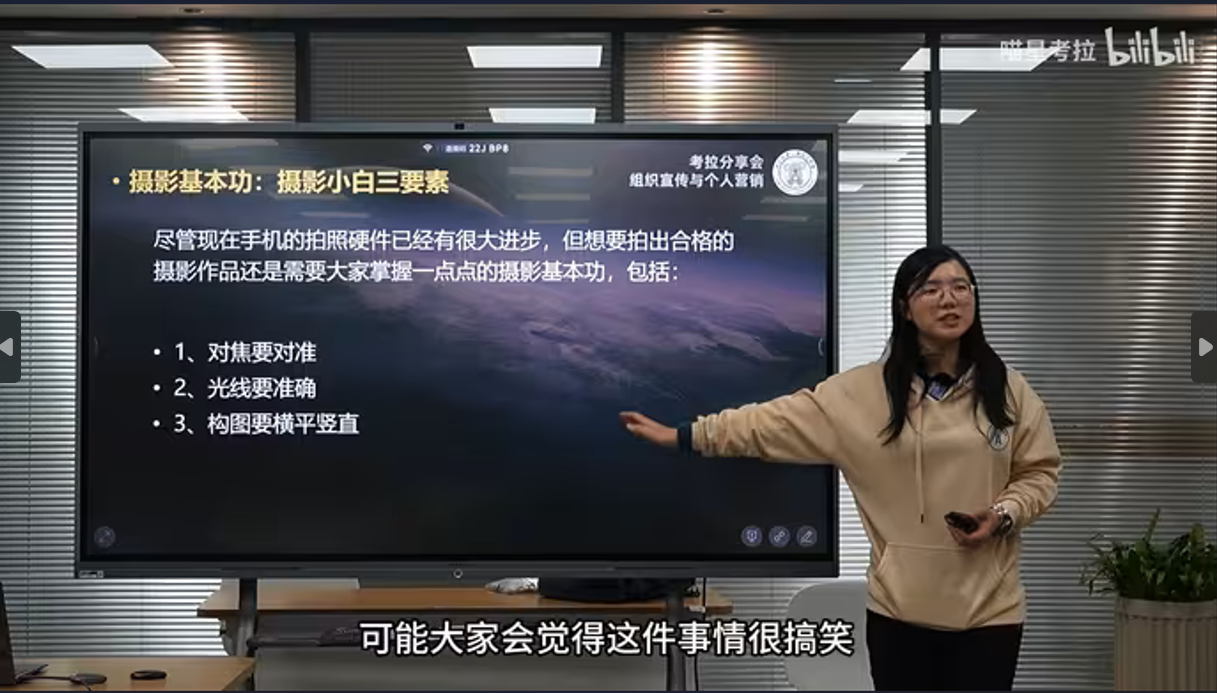 喵星考拉 bilibili
22J BP8
考拉分享会
组织宣传与个人营销
• 摄影基本功：摄影小白三要素
尽管现在手机的拍照硬件已经有很大进步，但想要拍出合格的
摄影作品还是需要大家掌握一点点的摄影基本功，包括：
• 1、对焦要对准
• 2、光线要准确
• 3、构图要横平竖直
可能大家会觉得这件事情很搞笑